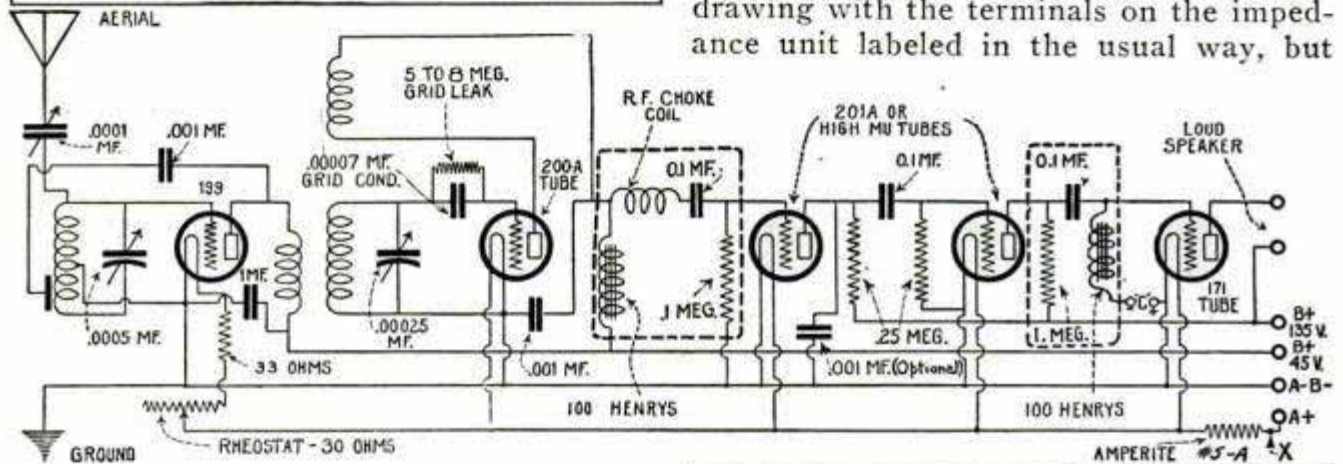 drawing with the terminals on the imped-
ance unit labeled in the usual way, but
AERIAL
.0001
MF.
.001 MF.
199
5 TO 8 MEG.
GRID LEAK
.00007 MF.
GRID COND.
200A
TUBE
R.F. CHOKE
COIL
0.1 MF.
201A OR
HIGH MU TUBES
0.1 MF.
0.1 MF.
LOUD
SPEAKER
1 MF.
.0005 MF.
33 OHMS
.00025
MF.
.001 MF.
.1 MEG.
.25 MEG.
.001 MF. (Optional)
.1 MEG.
"C"
171
TUBE
B+
135 V.
B+
45 V.
A-B-
A+
100 HENRYS
100 HENRYS
GROUND
RHEOSTAT - 30 OHMS
AMPERITE #5-A
X